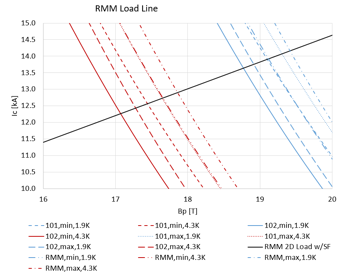 RMM Load Line
Ic [kA]
15.0
14.5
14.0
13.5
13.0
12.5
12.0
11.5
11.0
10.5
10.0
16 17 18 19 20
Bp [T]
101,min,1.9K 101,min,4.3K 102,min,1.9K
102,min,4.3K 101,max,1.9K 101,max,4.3K
102,max,1.9K 102,max,4.3K RMM 2D Load w/SF
RMM,min,1.9K RMM,min,4.3K RMM,max,1.9K
RMM,max,4.3K